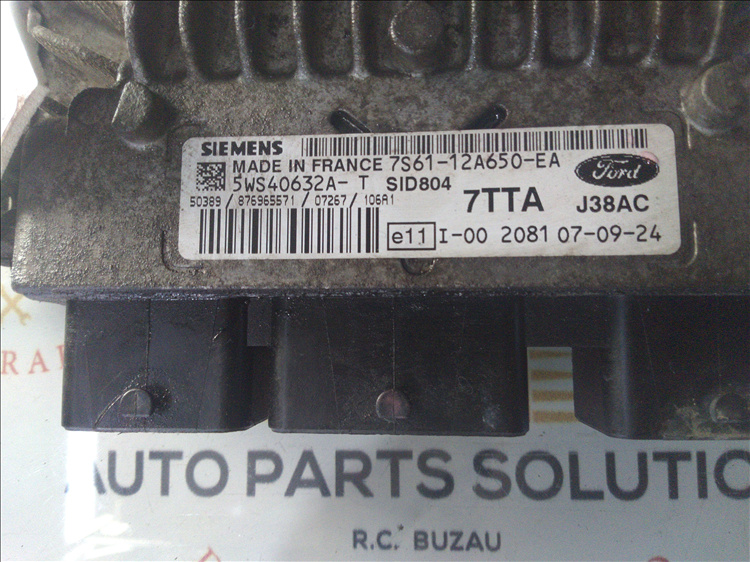 SIEMENS
MADE IN FRANCE 7S61-12A650-EA
5WS40632A- T SID804
50389 / 876965571 / 07267 / 106A1
7TTA J38AC
Ford
e11 I-00 2081 07-09-24
AUTO PARTS SOLUTION
R.C. BUZAU